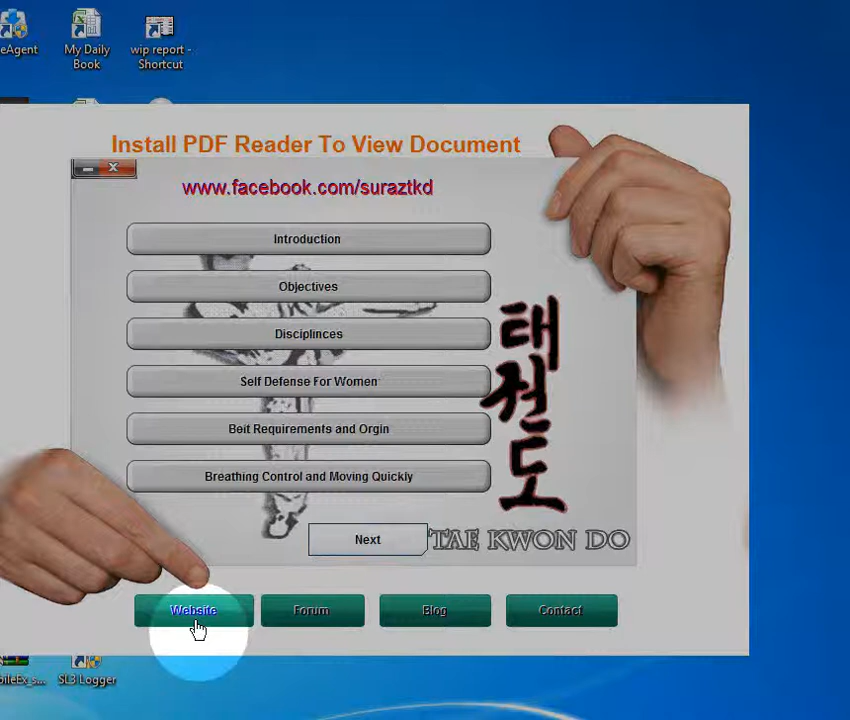 eAgent
My Daily
Book
wip report -
Shortcut
Install PDF Reader To View Document
www.facebook.com/suraztkd
Introduction
Objectives
Disciplinces
Self Defense For Women
Belt Requirements and Orgin
Breathing Control and Moving Quickly
태권도
Next
TAE KWON DO
Website
Forum
Blog
Contact
bileEx_s...
SL3 Logger